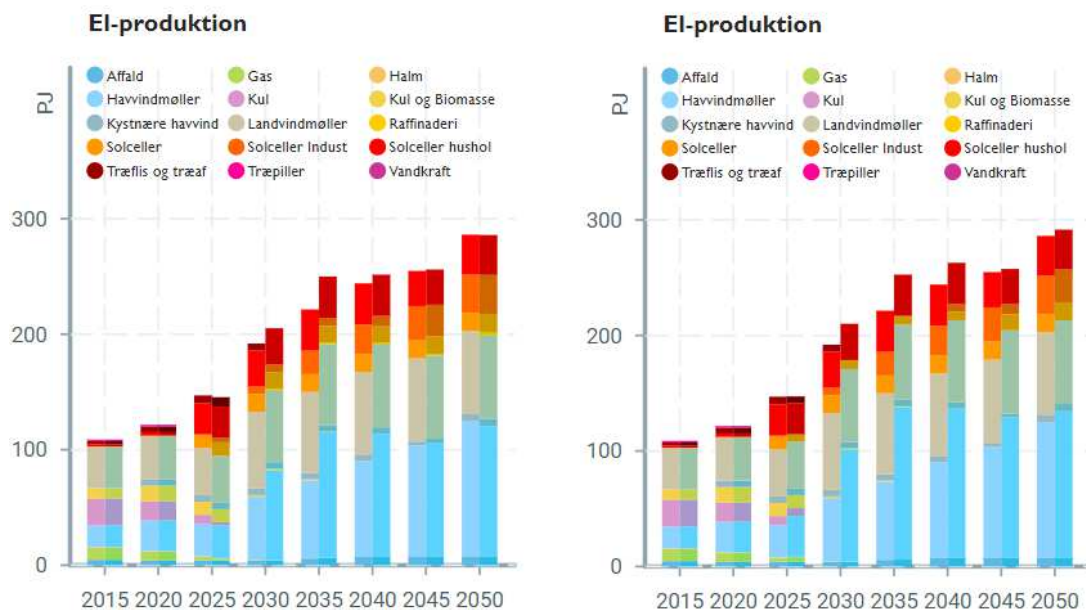 El-produktion
PJ
Affald Gas Halm
Havvindmøller Kul Kul og Biomasse
Kystnære havvind Landvindmøller Raffinaderi
Solceller Solceller Indust Solceller hushol
Træflis og træaf Træpiller Vandkraft
300
200
100
0
2015 2020 2025 2030 2035 2040 2045 2050
El-produktion
PJ
Affald Gas Halm
Havvindmøller Kul Kul og Biomasse
Kystnære havvind Landvindmøller Raffinaderi
Solceller Solceller Indust Solceller hushol
Træflis og træaf Træpiller Vandkraft
300
200
100
0
2015 2020 2025 2030 2035 2040 2045 2050